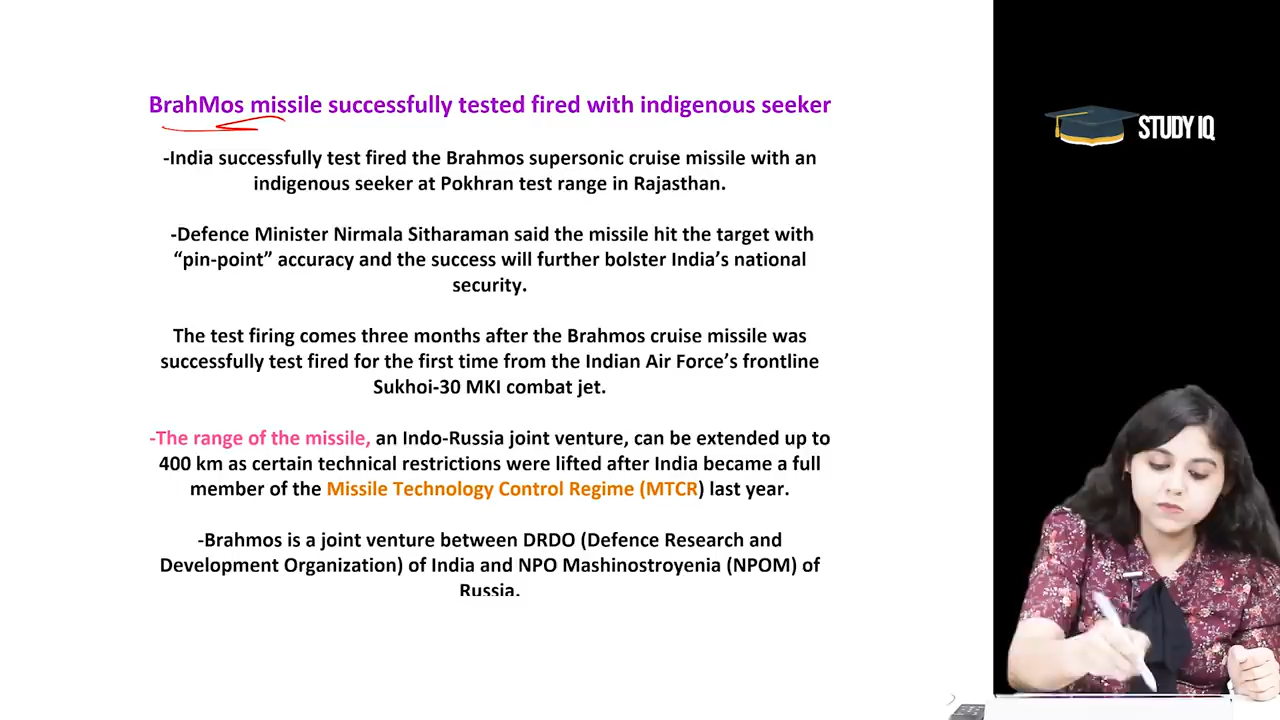 BrahMos missile successfully tested fired with indigenous seeker
-India successfully test fired the Brahmos supersonic cruise missile with an
indigenous seeker at Pokhran test range in Rajasthan.
-Defence Minister Nirmala Sitharaman said the missile hit the target with
“pin-point” accuracy and the success will further bolster India’s national
security.
The test firing comes three months after the Brahmos cruise missile was
successfully test fired for the first time from the Indian Air Force’s frontline
Sukhoi-30 MKI combat jet.
-The range of the missile, an Indo-Russia joint venture, can be extended up to
400 km as certain technical restrictions were lifted after India became a full
member of the Missile Technology Control Regime (MTCR) last year.
-Brahmos is a joint venture between DRDO (Defence Research and
Development Organization) of India and NPO Mashinostroyenia (NPOM) of
Russia.
STUDY IQ